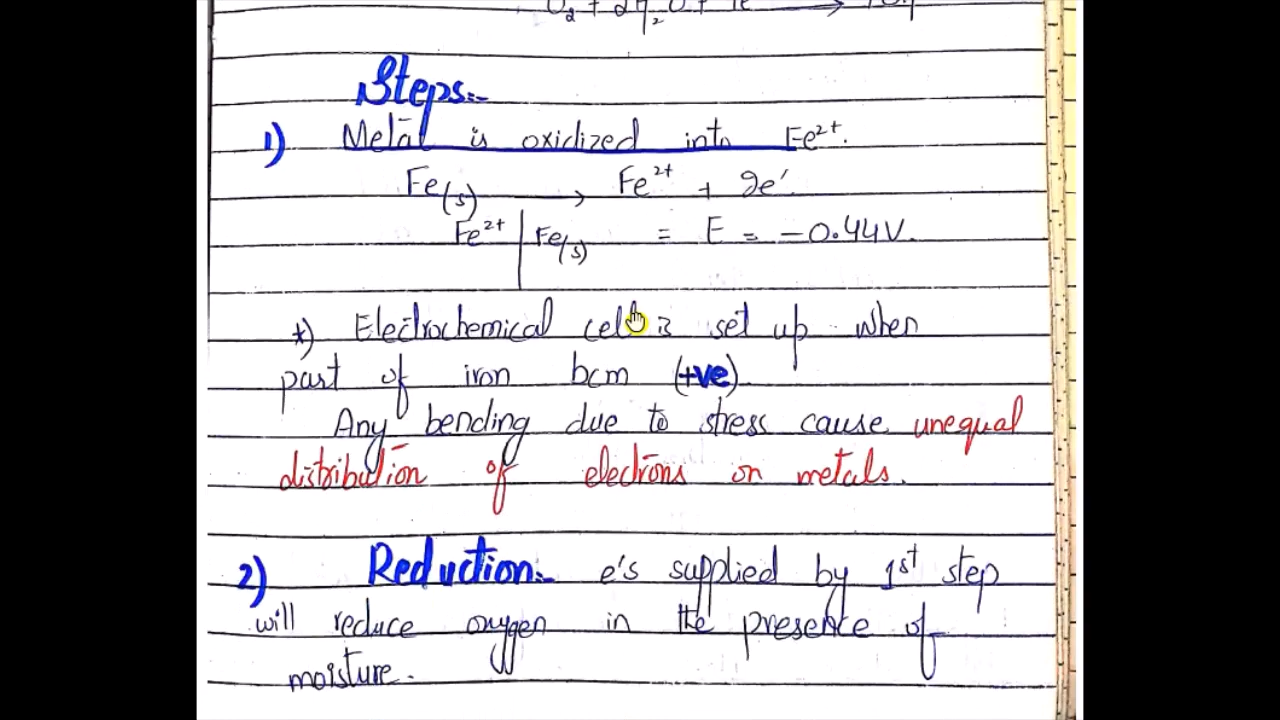 Steps:-
1) Metal is oxidized into Fe²⁺.
Fe(s) → Fe²⁺ + 2e'
Fe²⁺ | Fe(s) = E = -0.44V.
*) Electrochemical cell is set up when
part of iron bcm (+ve).
Any bending due to stress cause unequal
distribution of electrons on metals.
2) Reduction:- e's supplied by 1st step
will reduce oxygen in the presence of
moisture.